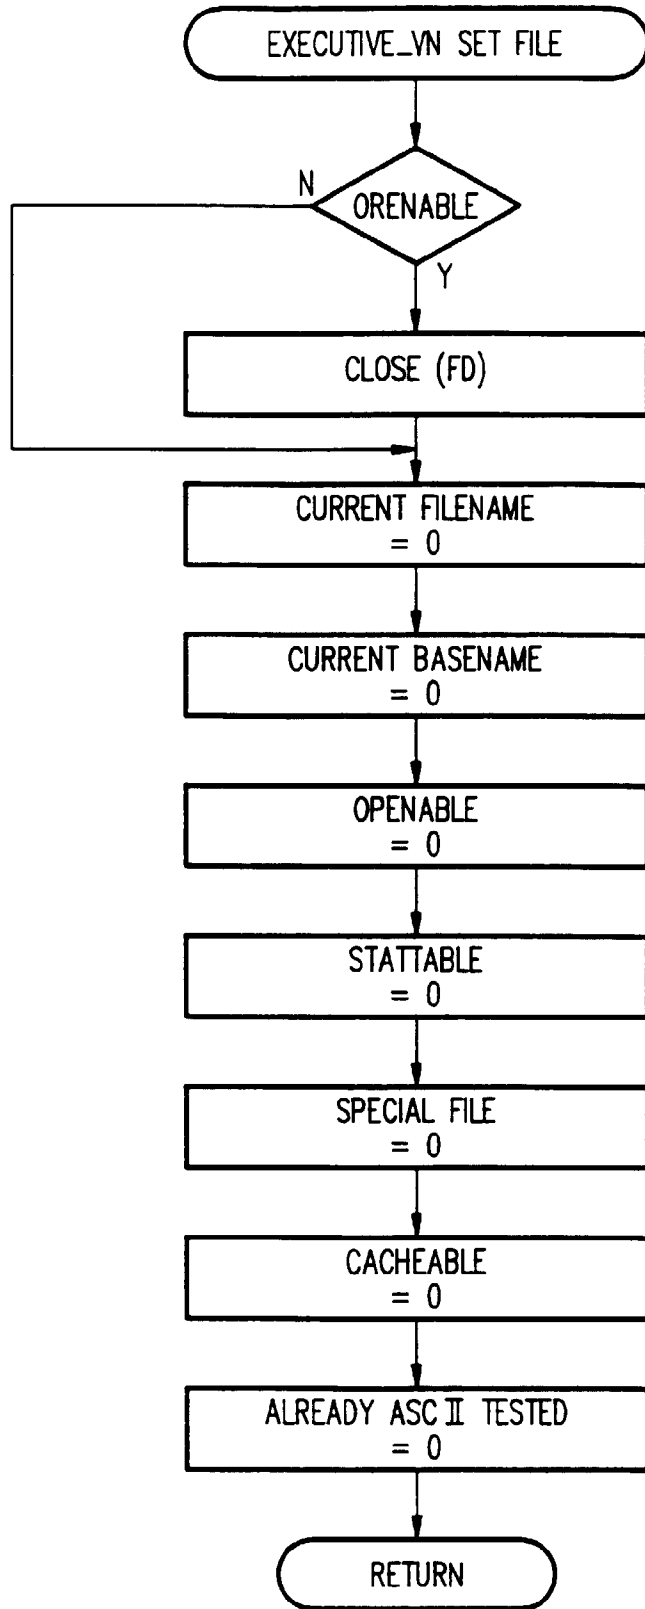 EXECUTIVE_VN SET FILE
N
ORENABLE
Y
CLOSE (FD)
CURRENT FILENAME
= 0
CURRENT BASENAME
= 0
OPENABLE
= 0
STATTABLE
= 0
SPECIAL FILE
= 0
CACHEABLE
= 0
ALREADY ASC II TESTED
= 0
RETURN